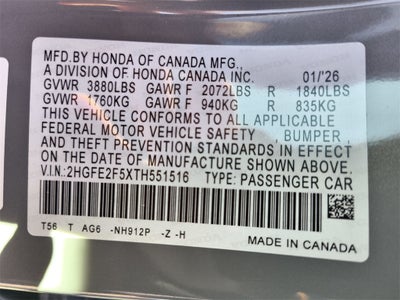 MFD.BY HONDA OF CANADA MFG.,
A DIVISION OF HONDA CANADA INC. 01/'26
GVWR 3880LBS GAWR F 2072LBS R 1840LBS
GVWR 1760KG GAWR F 940KG R 835KG
THIS VEHICLE CONFORMS TO ALL APPLICABLE
FEDERAL MOTOR VEHICLE SAFETY , BUMPER ,
AND THEFT PREVENTION STANDARDS IN EFFECT
ON THE DATE OF MANUFACTURE SHOWN ABOVE.
V.I.N:2HGFE2F5XTH551516 TYPE: PASSENGER CAR
T56 T AG6 -NH912P -Z -H
MADE IN CANADA